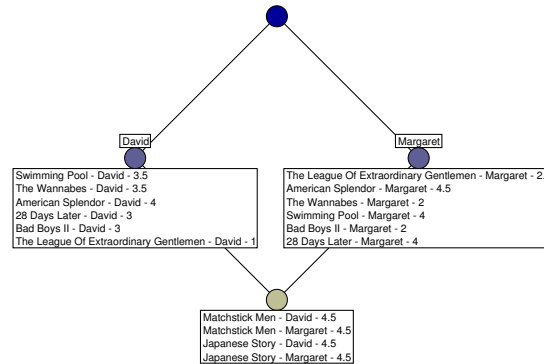 David
Margaret
Swimming Pool - David - 3.5
The Wannabes - David - 3.5
American Splendor - David - 4
28 Days Later - David - 3
Bad Boys II - David - 3
The League Of Extraordinary Gentlemen - David - 1
The League Of Extraordinary Gentlemen - Margaret - 2.
American Splendor - Margaret - 4.5
The Wannabes - Margaret - 2
Swimming Pool - Margaret - 4
Bad Boys II - Margaret - 2
28 Days Later - Margaret - 4
Matchstick Men - David - 4.5
Matchstick Men - Margaret - 4.5
Japanese Story - David - 4.5
Japanese Story - Margaret - 4.5